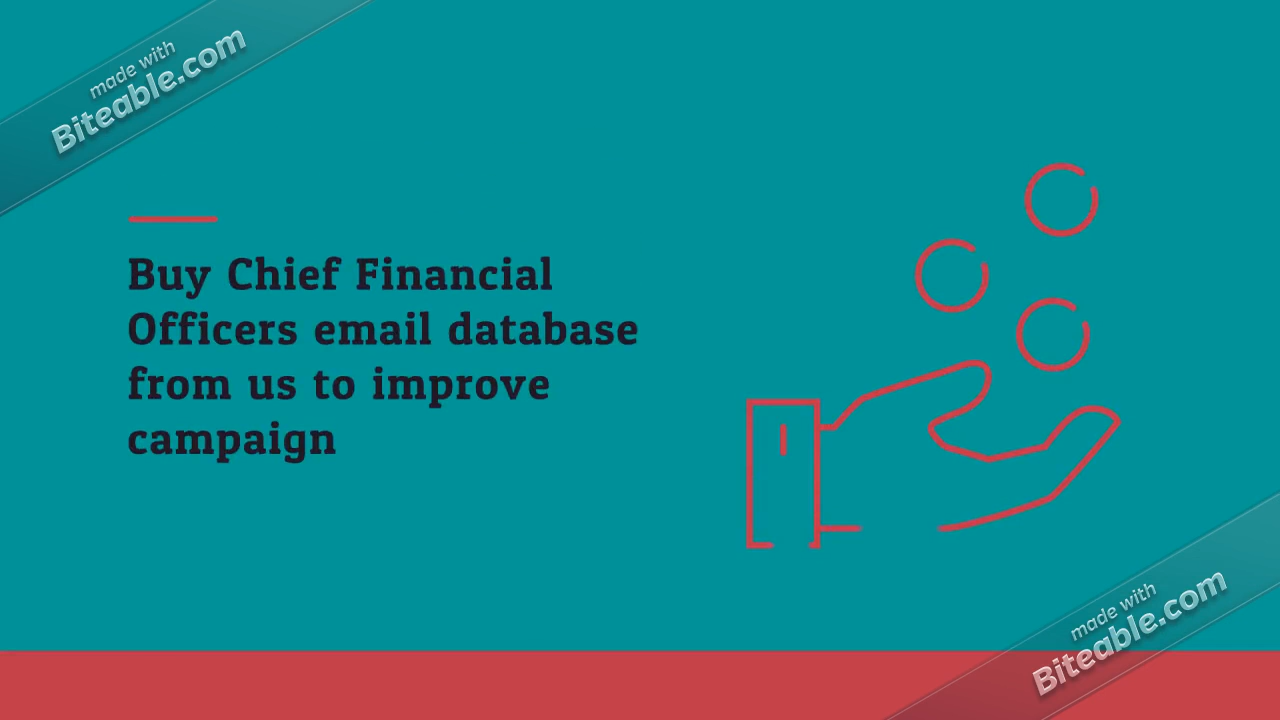 made with
Biteable.com
Buy Chief Financial
Officers email database
from us to improve
campaign
made with
Biteable.com